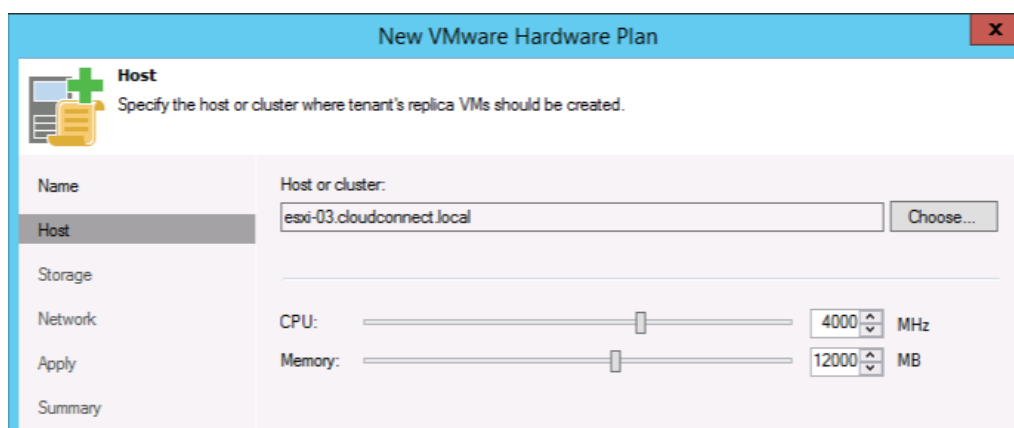 New VMware Hardware Plan
x
Host
Specify the host or cluster where tenant's replica VMs should be created.
Name
Host
Storage
Network
Apply
Summary
Host or cluster:
esxi-03.cloudconnect.local
Choose...
CPU: 4000 MHz
Memory: 12000 MB